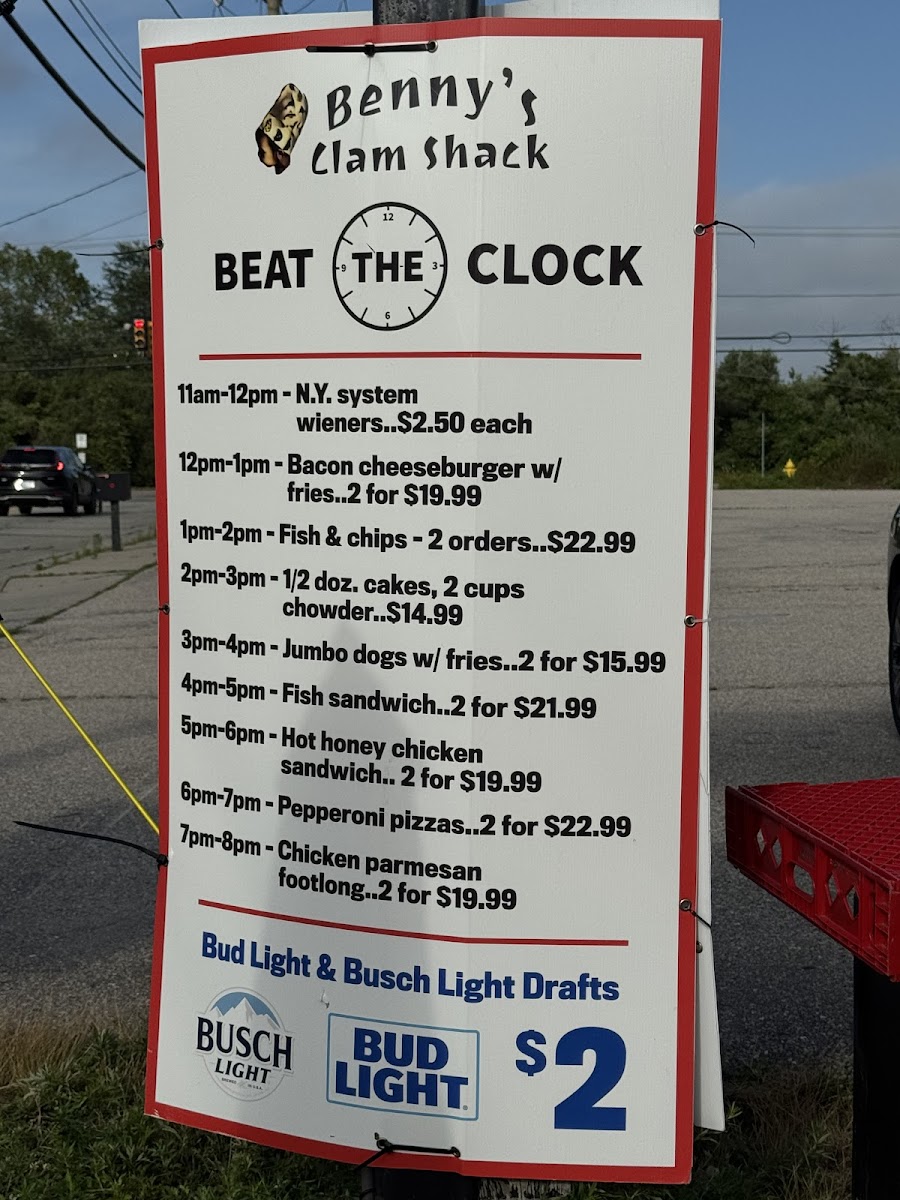 Benny's
Clam Shack
BEAT THE CLOCK
12
9
3
6
11am-12pm - N.Y. system
wieners..$2.50 each
12pm-1pm - Bacon cheeseburger w/
fries..2 for $19.99
1pm-2pm - Fish & chips - 2 orders..$22.99
2pm-3pm - 1/2 doz. cakes, 2 cups
chowder..$14.99
3pm-4pm - Jumbo dogs w/ fries..2 for $15.99
4pm-5pm - Fish sandwich..2 for $21.99
5pm-6pm - Hot honey chicken
sandwich.. 2 for $19.99
6pm-7pm - Pepperoni pizzas..2 for $22.99
7pm-8pm - Chicken parmesan
footlong..2 for $19.99
Bud Light & Busch Light Drafts
BUSCH
LIGHT
BUD
LIGHT
$2